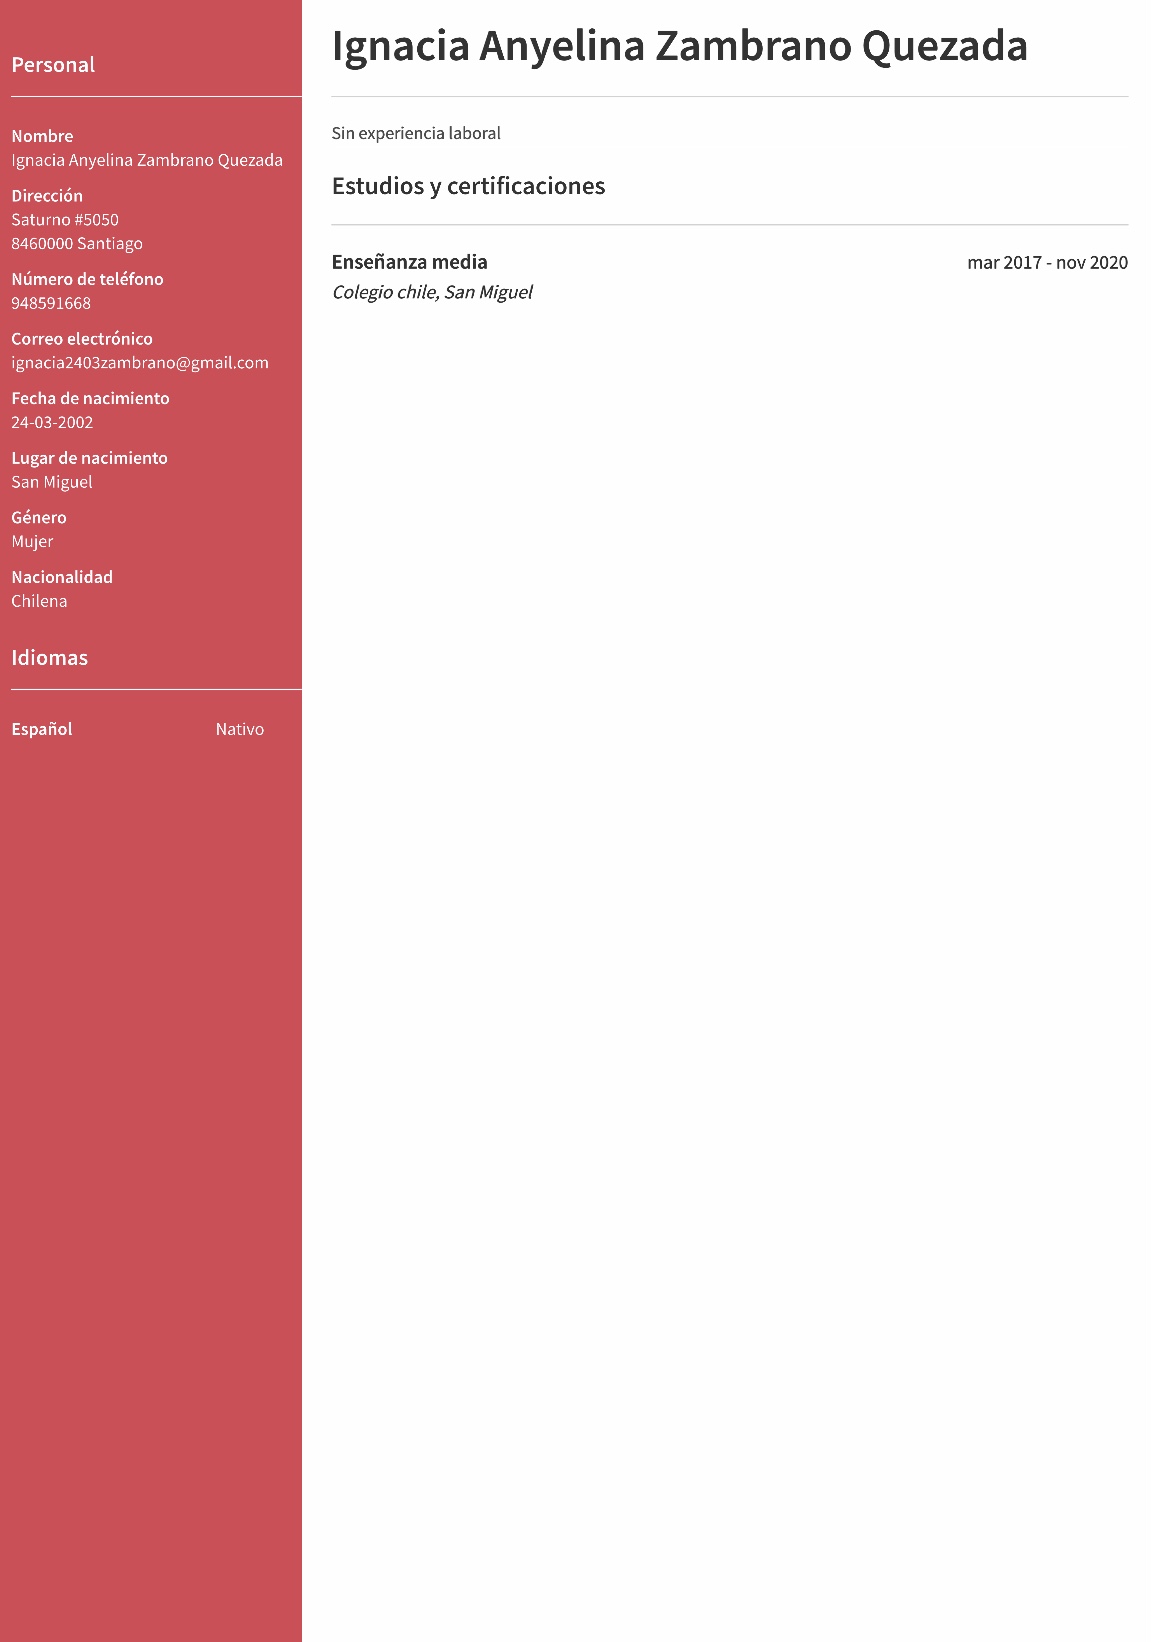 Personal
Nombre
Ignacia Anyelina Zambrano Quezada
Dirección
Saturno #5050
8460000 Santiago
Número de teléfono
948591668
Correo electrónico
ignacia2403zambrano@gmail.com
Fecha de nacimiento
24-03-2002
Lugar de nacimiento
San Miguel
Género
Mujer
Nacionalidad
Chilena
Idiomas
Español Nativo
Ignacia Anyelina Zambrano Quezada
Sin experiencia laboral
Estudios y certificaciones
Enseñanza media mar 2017 - nov 2020
Colegio chile, San Miguel